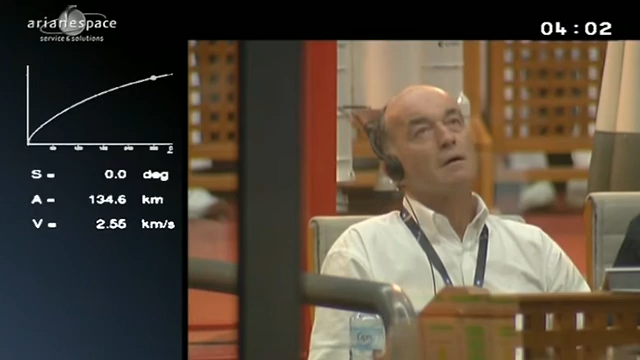 arianespace
service & solutions
04:02
S = 0.0 deg
A = 134.6 km
V = 2.55 km/s